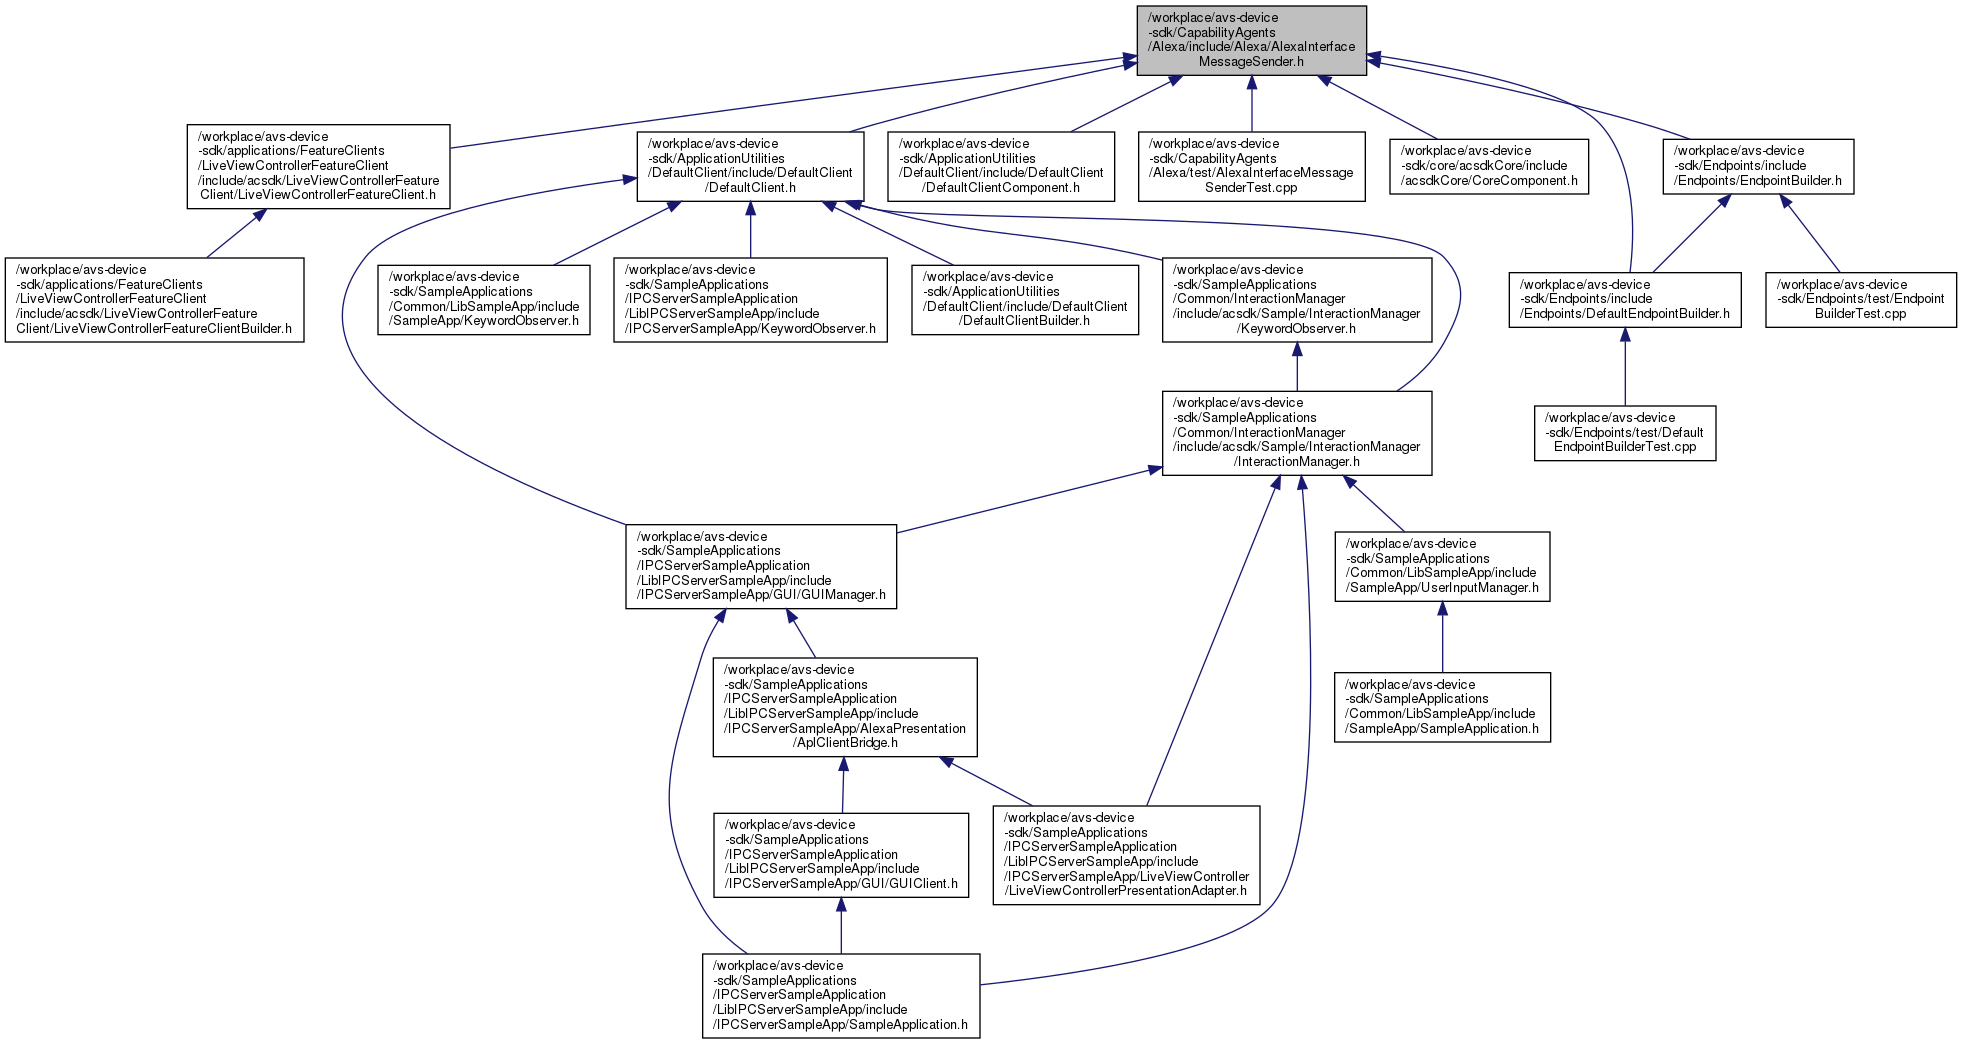 /workplace/avs-device
-sdk/CapabilityAgents
/Alexa/include/Alexa/AlexaInterface
MessageSender.h
/workplace/avs-device
-sdk/applications/FeatureClients
/LiveViewControllerFeatureClient
/include/acsdk/LiveViewControllerFeature
Client/LiveViewControllerFeatureClient.h
/workplace/avs-device
-sdk/ApplicationUtilities
/DefaultClient/include/DefaultClient
/DefaultClient.h
/workplace/avs-device
-sdk/ApplicationUtilities
/DefaultClient/include/DefaultClient
/DefaultClientComponent.h
/workplace/avs-device
-sdk/CapabilityAgents
/Alexa/test/AlexaInterfaceMessage
SenderTest.cpp
/workplace/avs-device
-sdk/core/acsdkCore/include
/acsdkCore/CoreComponent.h
/workplace/avs-device
-sdk/Endpoints/include
/Endpoints/EndpointBuilder.h
/workplace/avs-device
-sdk/applications/FeatureClients
/LiveViewControllerFeatureClient
/include/acsdk/LiveViewControllerFeature
Client/LiveViewControllerFeatureClientBuilder.h
/workplace/avs-device
-sdk/SampleApplications
/Common/LibSampleApp/include
/SampleApp/KeywordObserver.h
/workplace/avs-device
-sdk/SampleApplications
/IPCServerSampleApplication
/LibIPCServerSampleApp/include
/IPCServerSampleApp/KeywordObserver.h
/workplace/avs-device
-sdk/ApplicationUtilities
/DefaultClient/include/DefaultClient
/DefaultClientBuilder.h
/workplace/avs-device
-sdk/SampleApplications
/Common/InteractionManager
/include/acsdk/Sample/InteractionManager
/KeywordObserver.h
/workplace/avs-device
-sdk/Endpoints/include
/Endpoints/DefaultEndpointBuilder.h
/workplace/avs-device
-sdk/Endpoints/test/Endpoint
BuilderTest.cpp
/workplace/avs-device
-sdk/SampleApplications
/Common/InteractionManager
/include/acsdk/Sample/InteractionManager
/InteractionManager.h
/workplace/avs-device
-sdk/Endpoints/test/Default
EndpointBuilderTest.cpp
/workplace/avs-device
-sdk/SampleApplications
/IPCServerSampleApplication
/LibIPCServerSampleApp/include
/IPCServerSampleApp/GUI/GUIManager.h
/workplace/avs-device
-sdk/SampleApplications
/Common/LibSampleApp/include
/SampleApp/UserInputManager.h
/workplace/avs-device
-sdk/SampleApplications
/IPCServerSampleApplication
/LibIPCServerSampleApp/include
/IPCServerSampleApp/AlexaPresentation
/AplClientBridge.h
/workplace/avs-device
-sdk/SampleApplications
/Common/LibSampleApp/include
/SampleApp/SampleApplication.h
/workplace/avs-device
-sdk/SampleApplications
/IPCServerSampleApplication
/LibIPCServerSampleApp/include
/IPCServerSampleApp/GUI/GUIClient.h
/workplace/avs-device
-sdk/SampleApplications
/IPCServerSampleApplication
/LibIPCServerSampleApp/include
/IPCServerSampleApp/LiveViewController
/LiveViewControllerPresentationAdapter.h
/workplace/avs-device
-sdk/SampleApplications
/IPCServerSampleApplication
/LibIPCServerSampleApp/include
/IPCServerSampleApp/SampleApplication.h